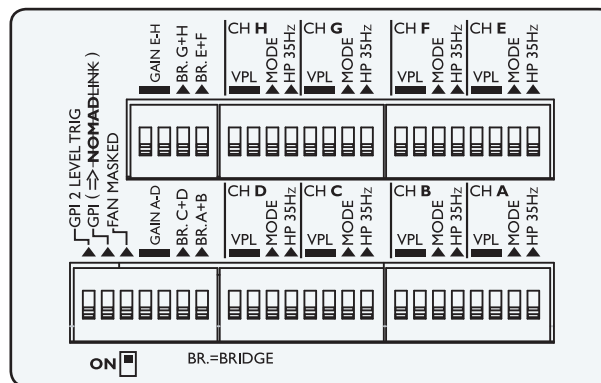 GPI 2 LEVEL TRIG
GPI ( => NOMADLINK )
FAN MASKED
GAIN E-H
BR. G+H
BR. E+F
CH H
VPL
MODE
HP 35Hz
CH G
VPL
MODE
HP 35Hz
CH F
VPL
MODE
HP 35Hz
CH E
VPL
MODE
HP 35Hz
GAIN A-D
BR. C+D
BR. A+B
CH D
VPL
MODE
HP 35Hz
CH C
VPL
MODE
HP 35Hz
CH B
VPL
MODE
HP 35Hz
CH A
VPL
MODE
HP 35Hz
ON
BR.=BRIDGE